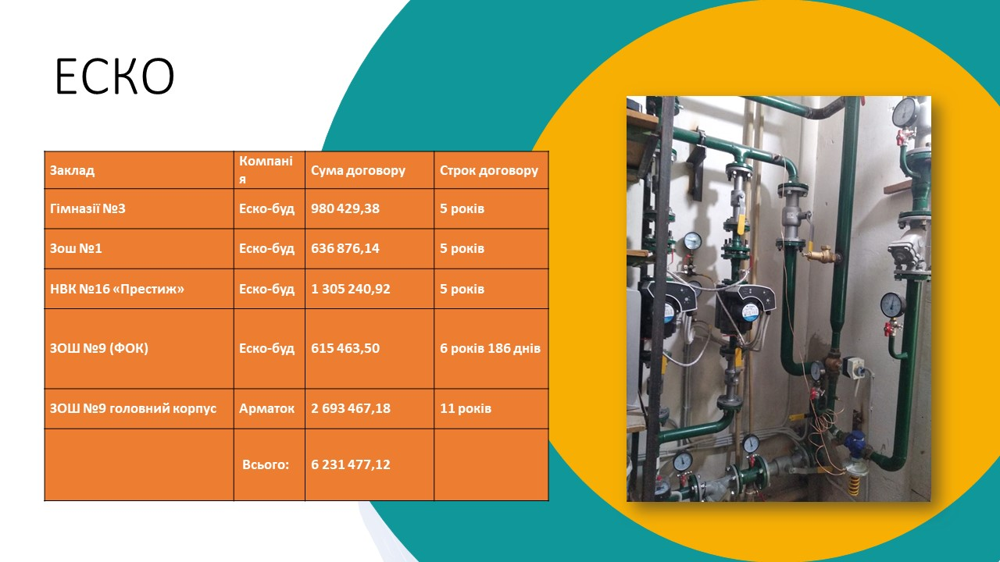 ЕСКО
Заклад Компанія Сума договору Строк договору
Гімназії №3 Еско-буд 980 429,38 5 років
Зош №1 Еско-буд 636 876,14 5 років
НВК №16 «Престиж» Еско-буд 1 305 240,92 5 років
ЗОШ №9 (ФОК) Еско-буд 615 463,50 6 років 186 днів
ЗОШ №9 головний корпус Арматок 2 693 467,18 11 років
Всього: 6 231 477,12